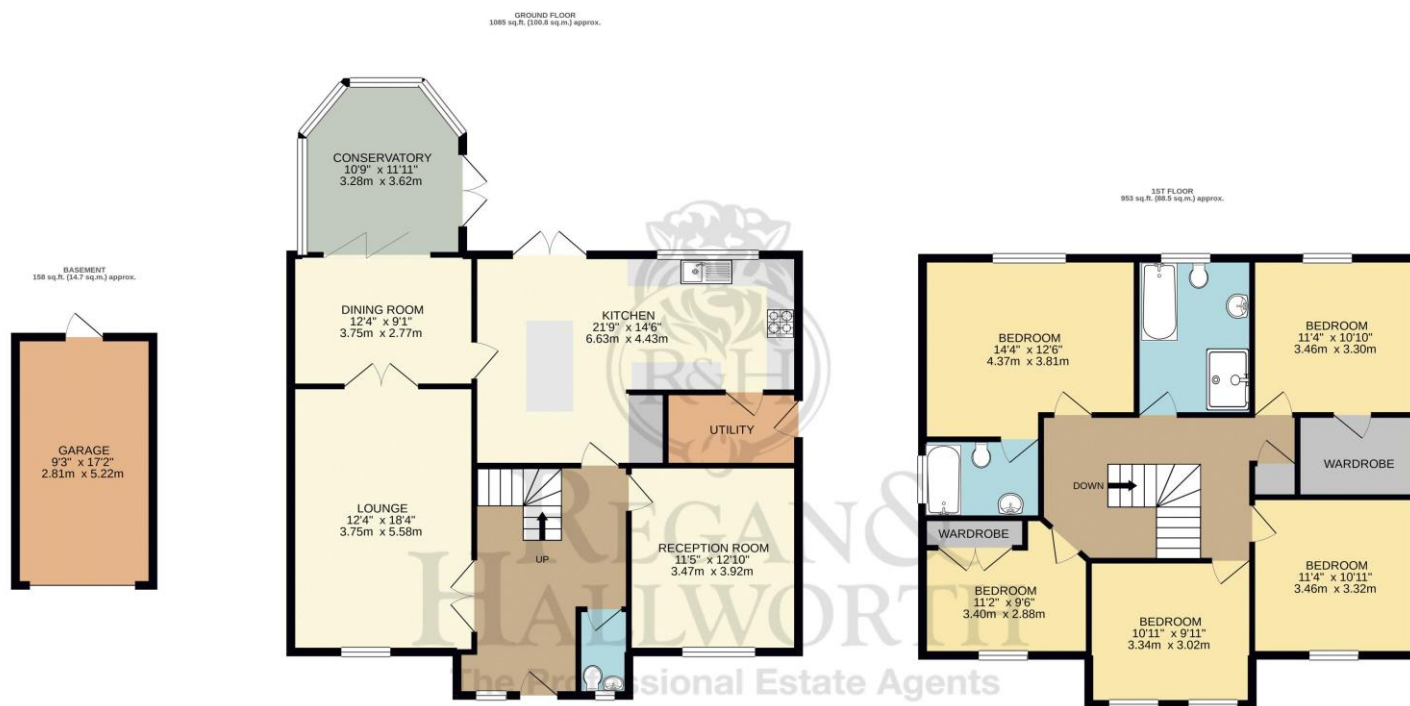 GROUND FLOOR
1085 sq.ft. (100.8 sq.m.) approx.
CONSERVATORY
10'9" x 11'11"
3.28m x 3.62m
1ST FLOOR
953 sq.ft. (88.5 sq.m.) approx.
BASEMENT
158 sq.ft. (14.7 sq.m.) approx.
DINING ROOM
12'4" x 9'1"
3.75m x 2.77m
KITCHEN
21'9" x 14'6"
6.63m x 4.43m
UTILITY
GARAGE
9'3" x 17'2"
2.81m x 5.22m
LOUNGE
12'4" x 18'4"
3.75m x 5.58m
UP
RECEPTION ROOM
11'5" x 12'10"
3.47m x 3.92m
BEDROOM
14'4" x 12'6"
4.37m x 3.81m
BEDROOM
11'4" x 10'10"
3.46m x 3.30m
WARDROBE
DOWN
WARDROBE
BEDROOM
11'2" x 9'6"
3.40m x 2.88m
BEDROOM
10'11" x 9'11"
3.34m x 3.02m
BEDROOM
11'4" x 10'11"
3.46m x 3.32m
R&H
REGAN &
HALLWORTH
The Professional Estate Agents